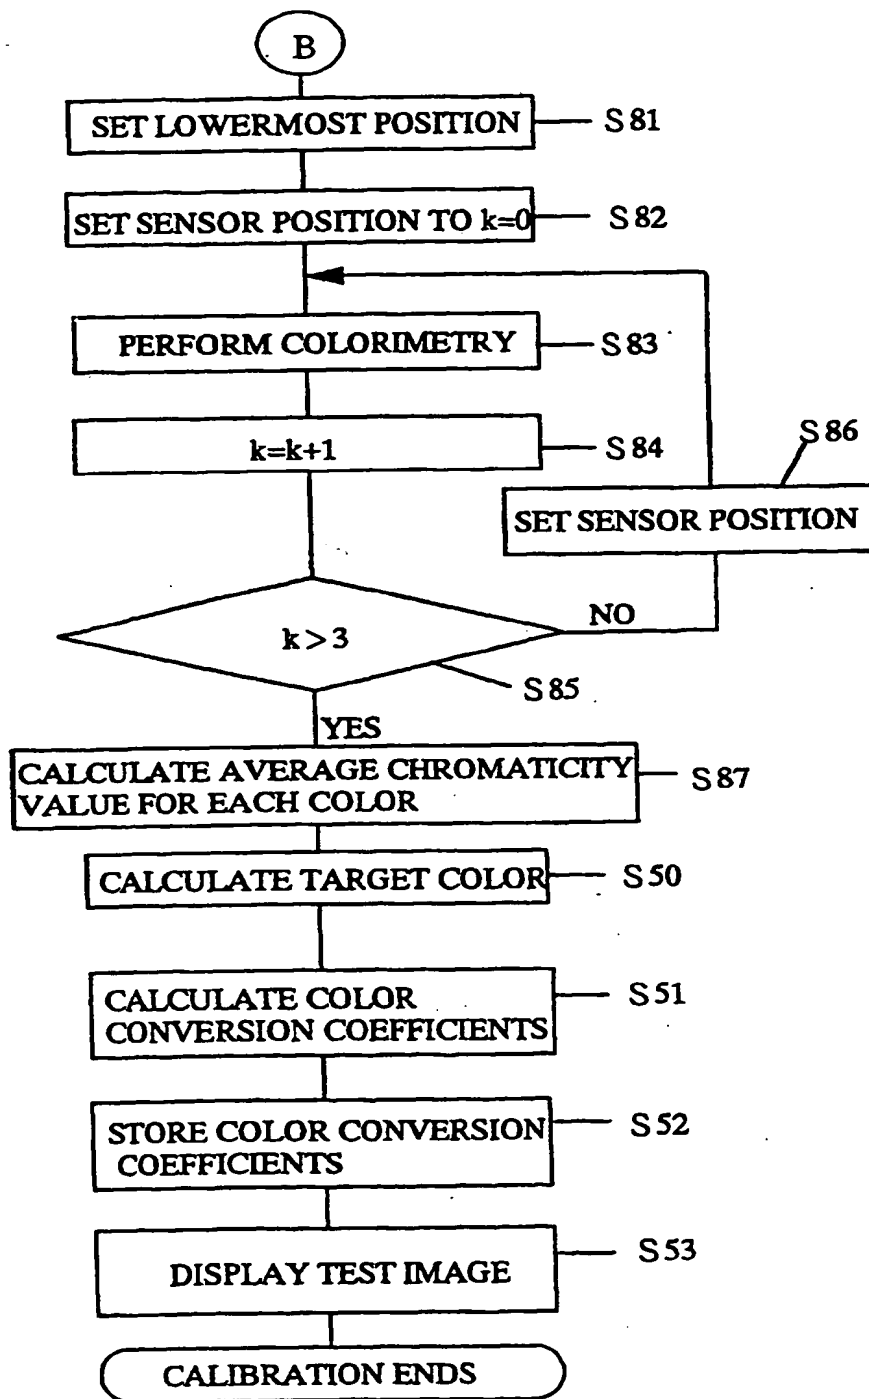 B
SET LOWERMOST POSITION
S81
SET SENSOR POSITION TO k=0
S82
PERFORM COLORIMETRY
S83
k=k+1
S84
S86
SET SENSOR POSITION
k>3
NO
S85
YES
CALCULATE AVERAGE CHROMATICITY
VALUE FOR EACH COLOR
S87
CALCULATE TARGET COLOR
S50
CALCULATE COLOR
CONVERSION COEFFICIENTS
S51
STORE COLOR CONVERSION
COEFFICIENTS
S52
DISPLAY TEST IMAGE
S53
CALIBRATION ENDS